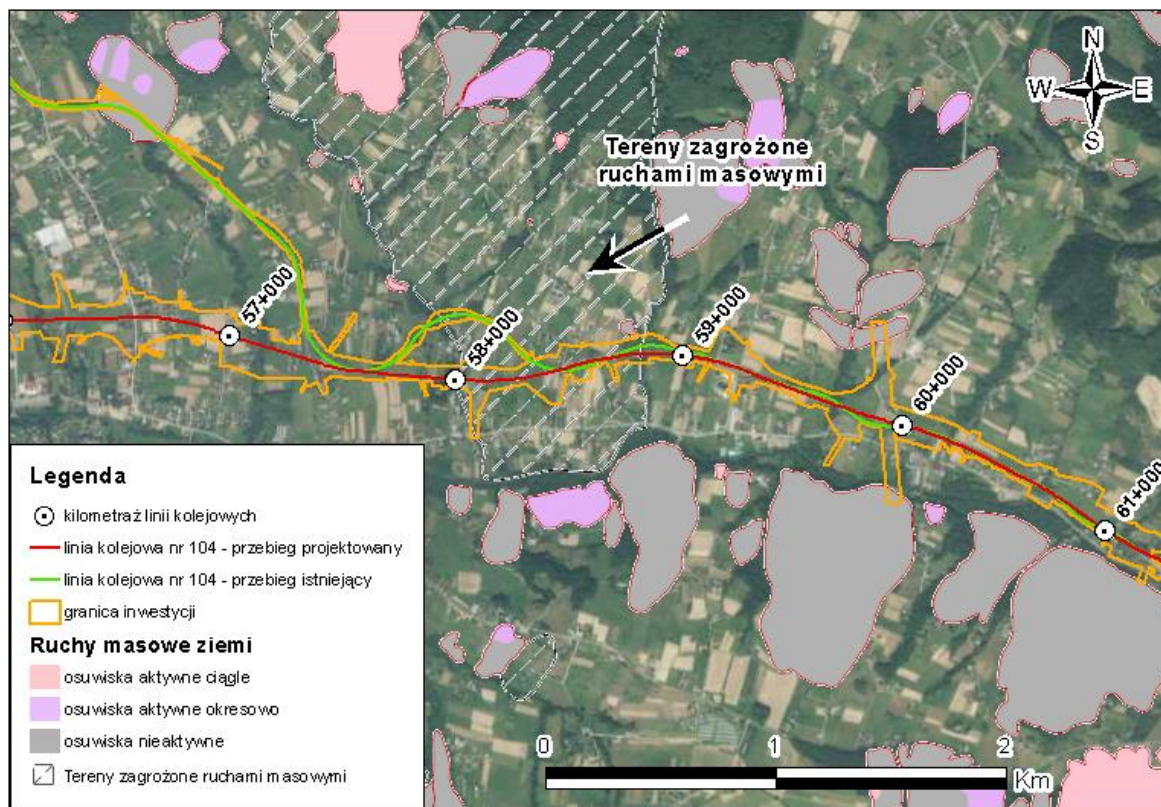 N
W E
S
Tereny zagrożone
ruchami masowymi
57+000
58+000
59+000
60+000
61+000
Legenda
kilometraż linii kolejowych
linia kolejowa nr 104 - przebieg projektowany
linia kolejowa nr 104 - przebieg istniejący
granica inwestycji
Ruchy masowe ziemi
osuwiska aktywne ciągle
osuwiska aktywne okresowo
osuwiska nieaktywne
Tereny zagrożone ruchami masowymi
0 1 2
Km